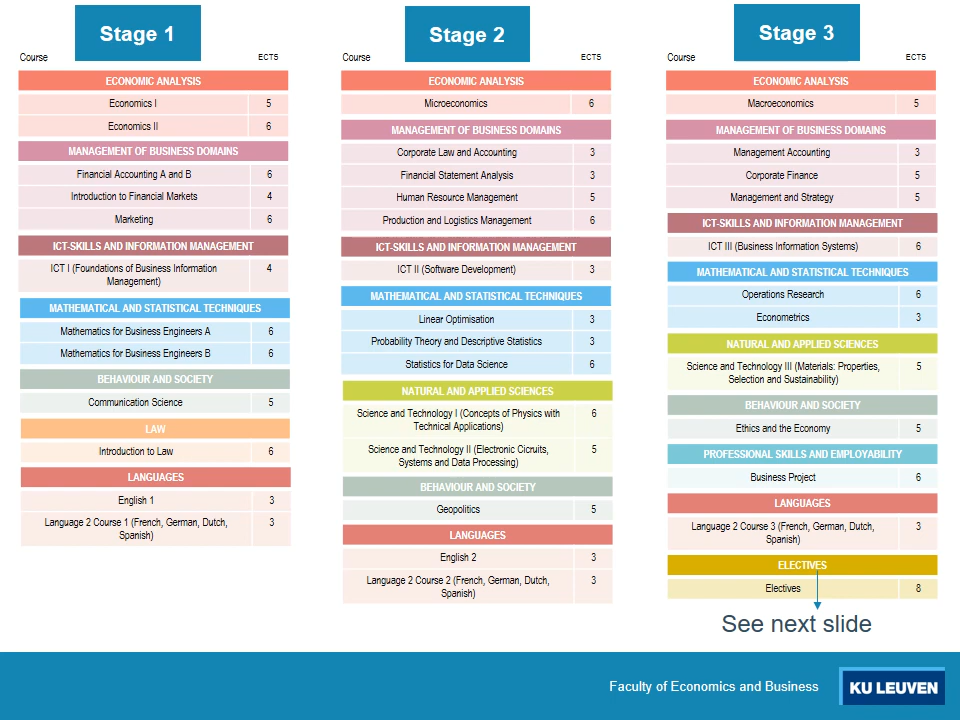 Stage 1
Course ECTS
ECONOMIC ANALYSIS
Economics I 5
Economics II 6
MANAGEMENT OF BUSINESS DOMAINS
Financial Accounting A and B 6
Introduction to Financial Markets 4
Marketing 6
ICT-SKILLS AND INFORMATION MANAGEMENT
ICT I (Foundations of Business Information 4
Management)
MATHEMATICAL AND STATISTICAL TECHNIQUES
Mathematics for Business Engineers A 6
Mathematics for Business Engineers B 6
BEHAVIOUR AND SOCIETY
Communication Science 5
LAW
Introduction to Law 6
LANGUAGES
English 1 3
Language 2 Course 1 (French, German, Dutch, 3
Spanish)
Stage 2
Course ECTS
ECONOMIC ANALYSIS
Microeconomics 6
MANAGEMENT OF BUSINESS DOMAINS
Corporate Law and Accounting 3
Financial Statement Analysis 3
Human Resource Management 5
Production and Logistics Management 6
ICT-SKILLS AND INFORMATION MANAGEMENT
ICT II (Software Development) 3
MATHEMATICAL AND STATISTICAL TECHNIQUES
Linear Optimisation 3
Probability Theory and Descriptive Statistics 3
Statistics for Data Science 6
NATURAL AND APPLIED SCIENCES
Science and Technology I (Concepts of Physics with 6
Technical Applications)
Science and Technology II (Electronic Cicruits, 5
Systems and Data Processing)
BEHAVIOUR AND SOCIETY
Geopolitics 5
LANGUAGES
English 2 3
Language 2 Course 2 (French, German, Dutch, 3
Spanish)
Stage 3
Course ECTS
ECONOMIC ANALYSIS
Macroeconomics 5
MANAGEMENT OF BUSINESS DOMAINS
Management Accounting 3
Corporate Finance 5
Management and Strategy 5
ICT-SKILLS AND INFORMATION MANAGEMENT
ICT III (Business Information Systems) 6
MATHEMATICAL AND STATISTICAL TECHNIQUES
Operations Research 6
Econometrics 3
NATURAL AND APPLIED SCIENCES
Science and Technology III (Materials: Properties, 5
Selection and Sustainability)
BEHAVIOUR AND SOCIETY
Ethics and the Economy 5
PROFESSIONAL SKILLS AND EMPLOYABILITY
Business Project 6
LANGUAGES
Language 2 Course 3 (French, German, Dutch, 3
Spanish)
ELECTIVES
Electives 8
See next slide
Faculty of Economics and Business
KU LEUVEN